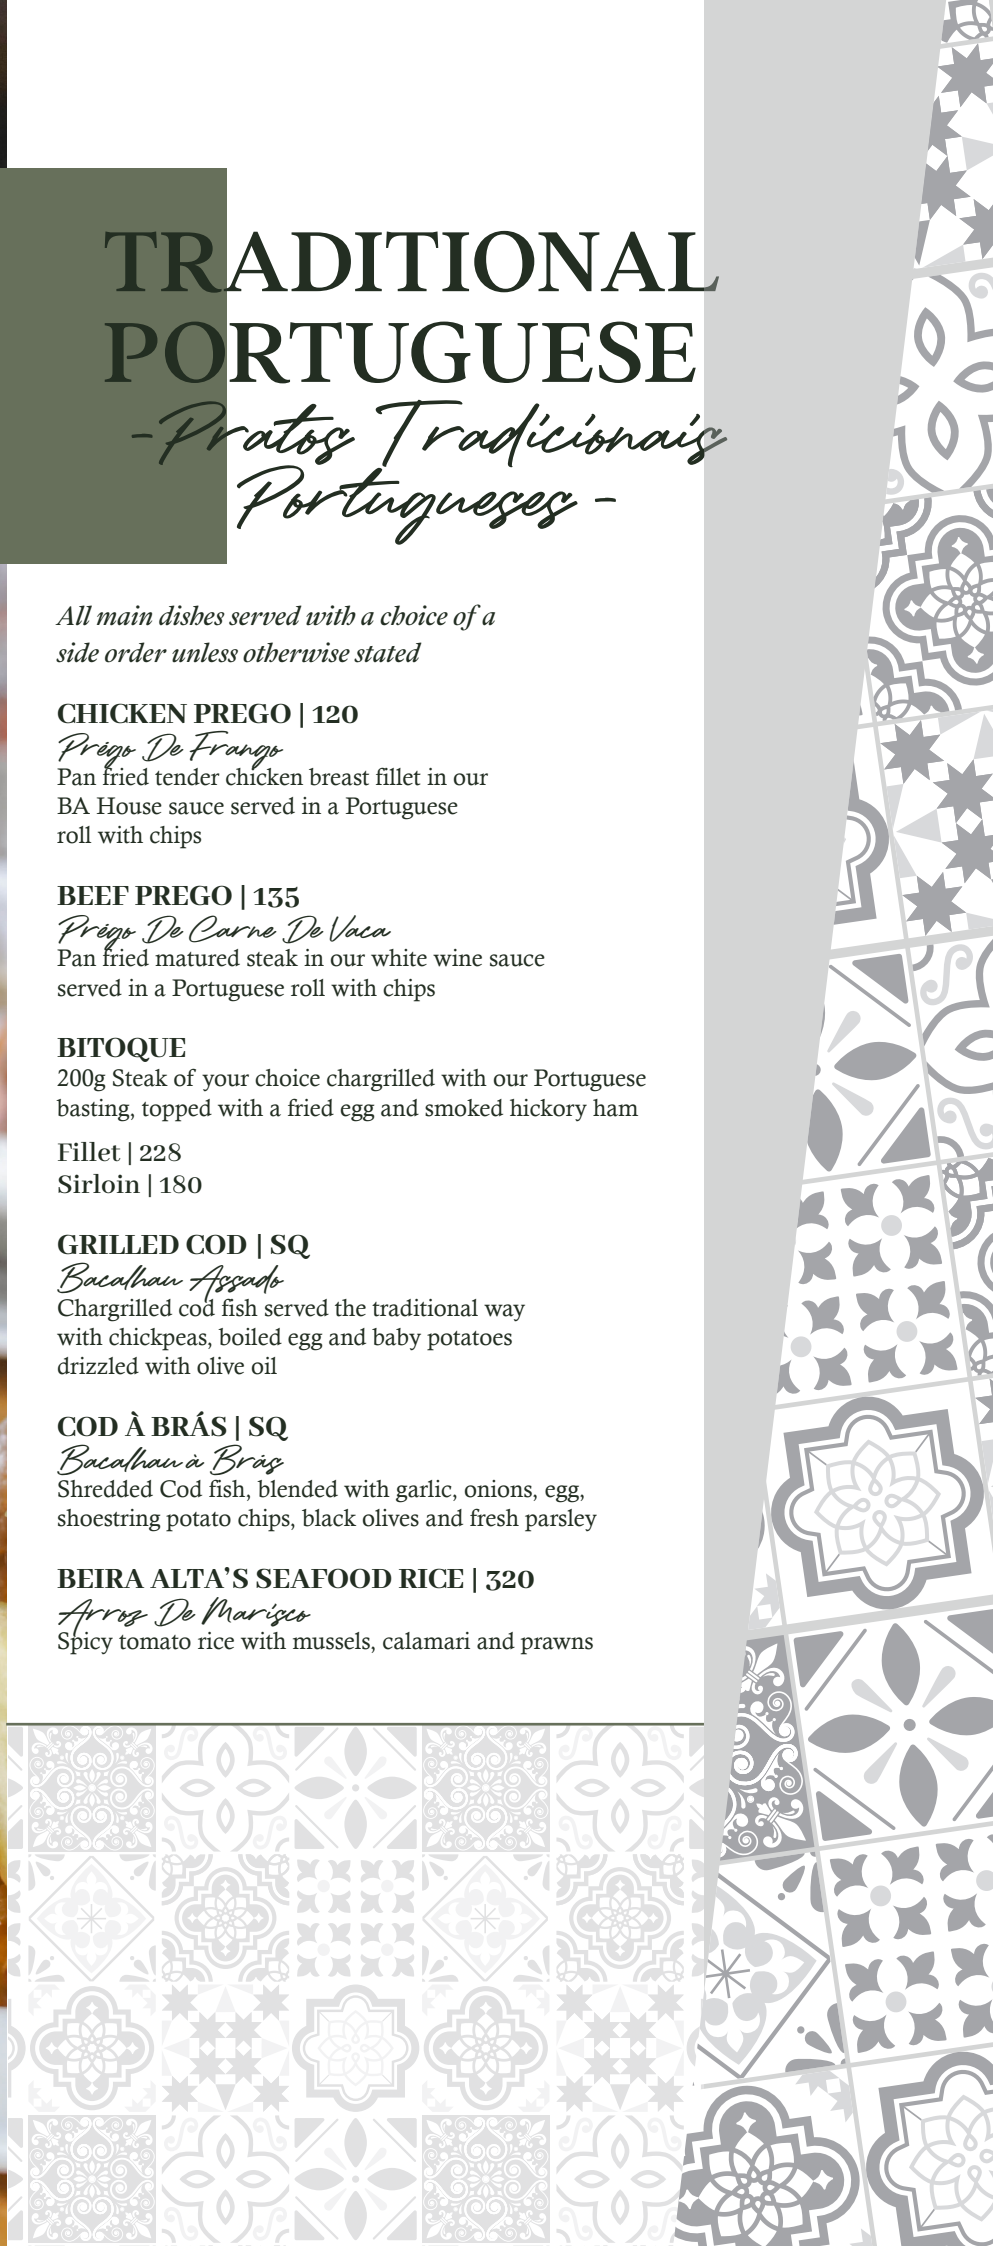 TRADITIONAL
PORTUGUESE
-Pratos Tradicionais
Portugueses -
All main dishes served with a choice of a
side order unless otherwise stated
CHICKEN PREGO | 120
Prégo De Frango
Pan fried tender chicken breast fillet in our
BA House sauce served in a Portuguese
roll with chips
BEEF PREGO | 135
Prégo De Carne De Vaca
Pan fried matured steak in our white wine sauce
served in a Portuguese roll with chips
BITOQUE
200g Steak of your choice chargrilled with our Portuguese
basting, topped with a fried egg and smoked hickory ham
Fillet | 228
Sirloin | 180
GRILLED COD | SQ
Bacalhau Assado
Chargrilled cod fish served the traditional way
with chickpeas, boiled egg and baby potatoes
drizzled with olive oil
COD À BRÁS | SQ
Bacalhau à Brás
Shredded Cod fish, blended with garlic, onions, egg,
shoestring potato chips, black olives and fresh parsley
BEIRA ALTA’S SEAFOOD RICE | 320
Arroz De Marisco
Spicy tomato rice with mussels, calamari and prawns